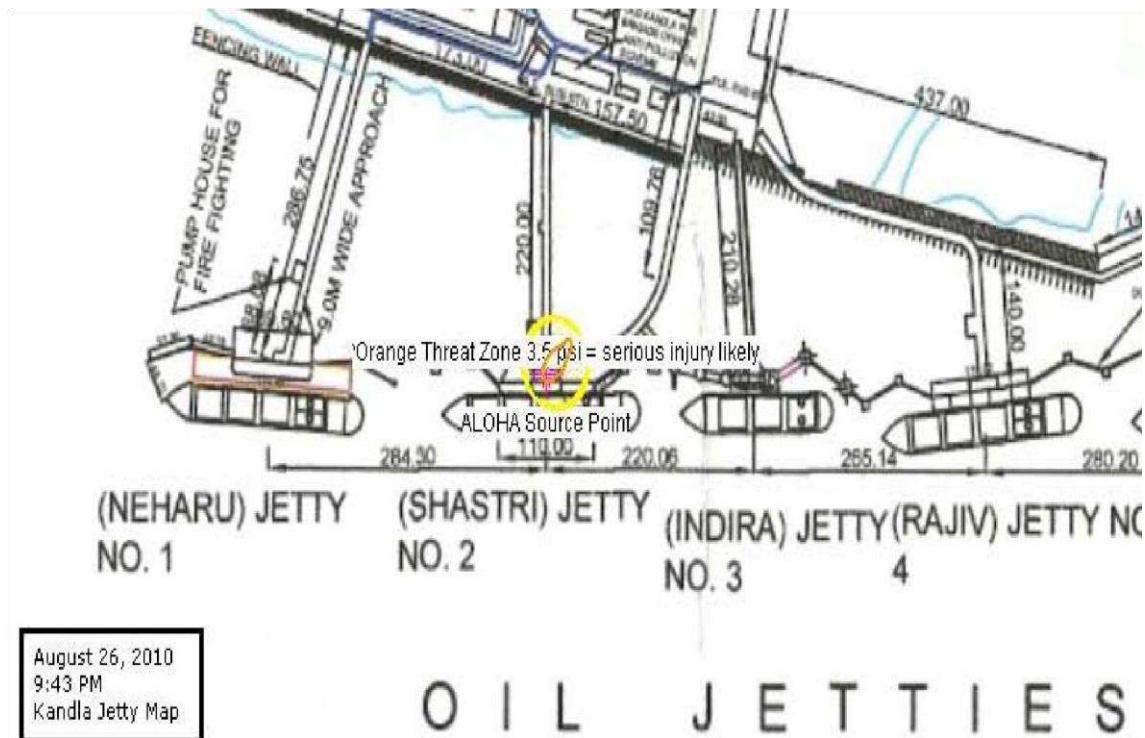 FENCING WALL
PUMP HOUSE FOR
FIRE FIGHTING
286.75
9.0M WIDE APPROACH
173.00
157.50
220.00
109.76
210.28
437.00
140.00
'Orange Threat Zone 3.5 psi = serious injury likely
ALOHA Source Point
110.00
284.30
220.06
265.14
280.20
(NEHARU) JETTY
NO. 1
(SHASTRI) JETTY
NO. 2
(INDIRA) JETTY
NO. 3
(RAJIV) JETTY NO
4
August 26, 2010
9:43 PM
Kandla Jetty Map
OIL JETTIES